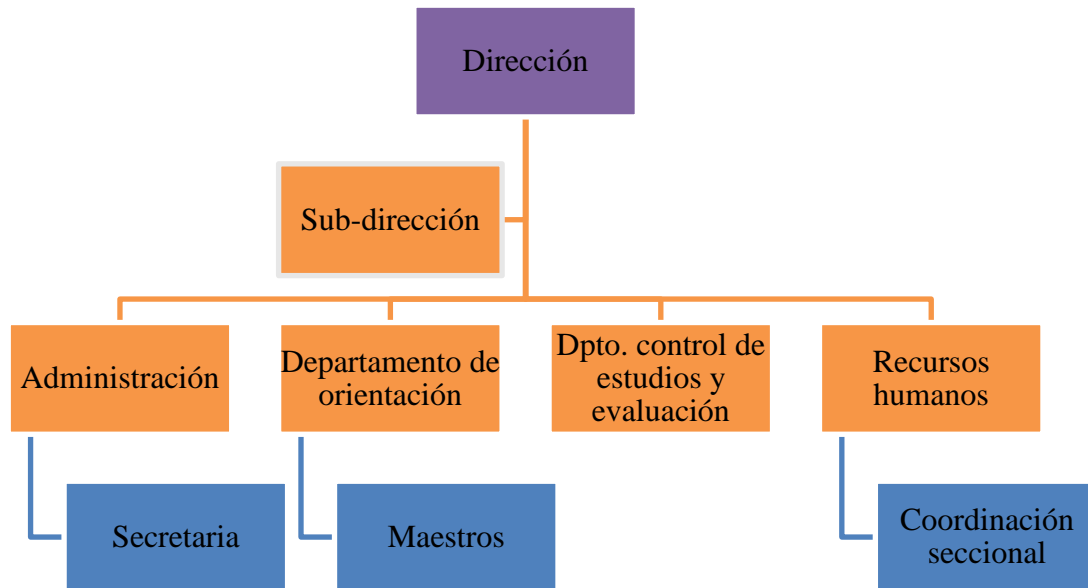 Dirección
Sub-dirección
Administración
Departamento de
orientación
Dpto. control de
estudios y
evaluación
Recursos
humanos
Secretaria
Maestros
Coordinación
seccional